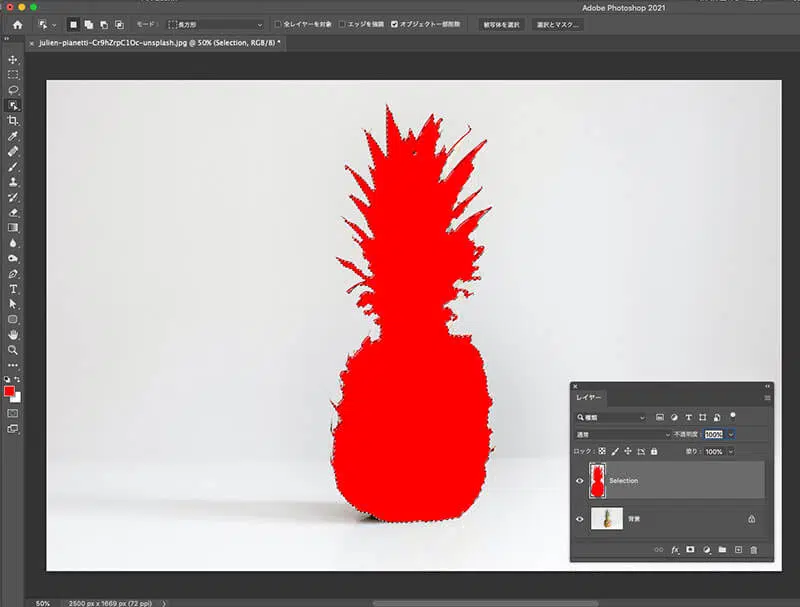 Adobe Photoshop 2021
モード： 長方形 全レイヤーを対象 エッジを強調 オブジェクト一部削除 被写体を選択 選択とマスク...
× julien-pianetti-Cr9hZrpC1Oc-unsplash.jpg @ 50% (Selection, RGB/8) *
レイヤー
種類
通常 不透明度： 100%
ロック： 塗り： 100%
Selection
背景
fx
50% 2500 px x 1669 px (72 ppi)